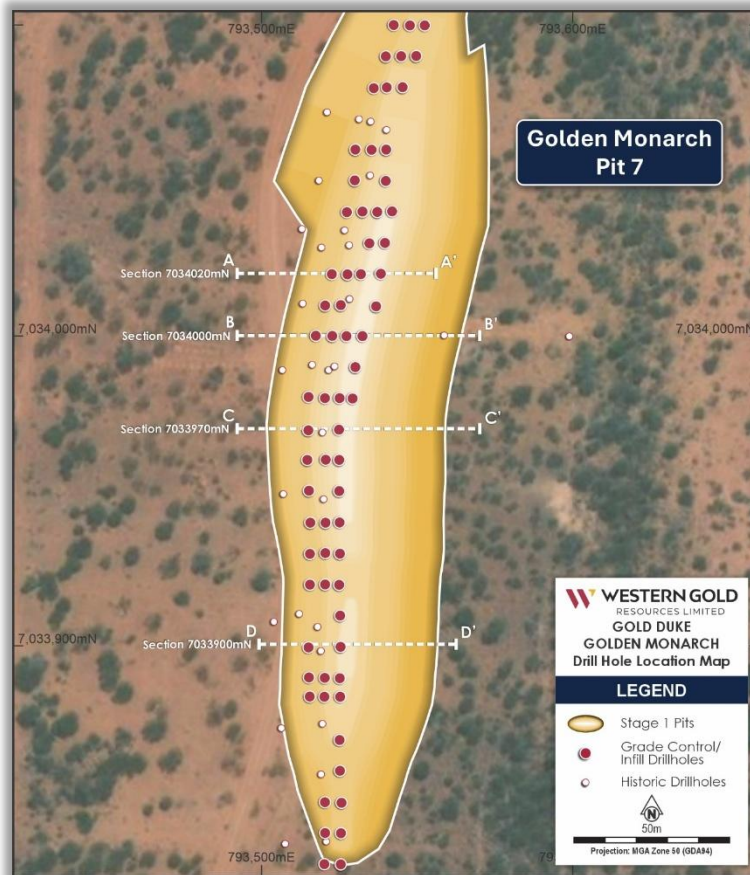 793,500mE
793,600mE
Golden Monarch
Pit 7
A
A'
Section 7034020mN
B
B'
7,034,000mN
Section 7034000mN
7,034,000mN
C
C'
Section 7033970mN
D
D'
Section 7033900mN
7,033,900mN
WESTERN GOLD
RESOURCES LIMITED
GOLD DUKE
GOLDEN MONARCH
Drill Hole Location Map
LEGEND
Stage 1 Pits
Grade Control/
Infill Drillholes
Historic Drillholes
N
50m
Projection: MGA Zone 50 (GDA94)
793,500mE